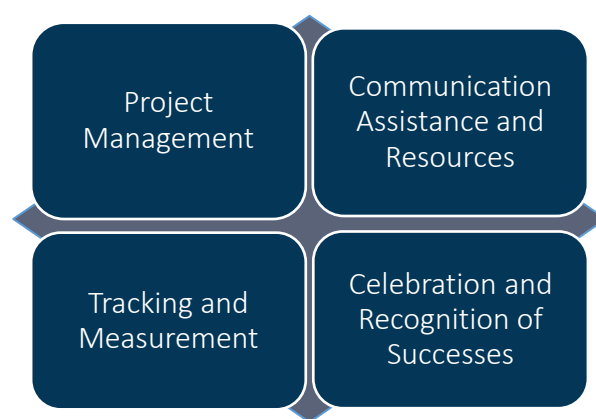 Project
Management
Communication
Assistance and
Resources
Tracking and
Measurement
Celebration and
Recognition of
Successes